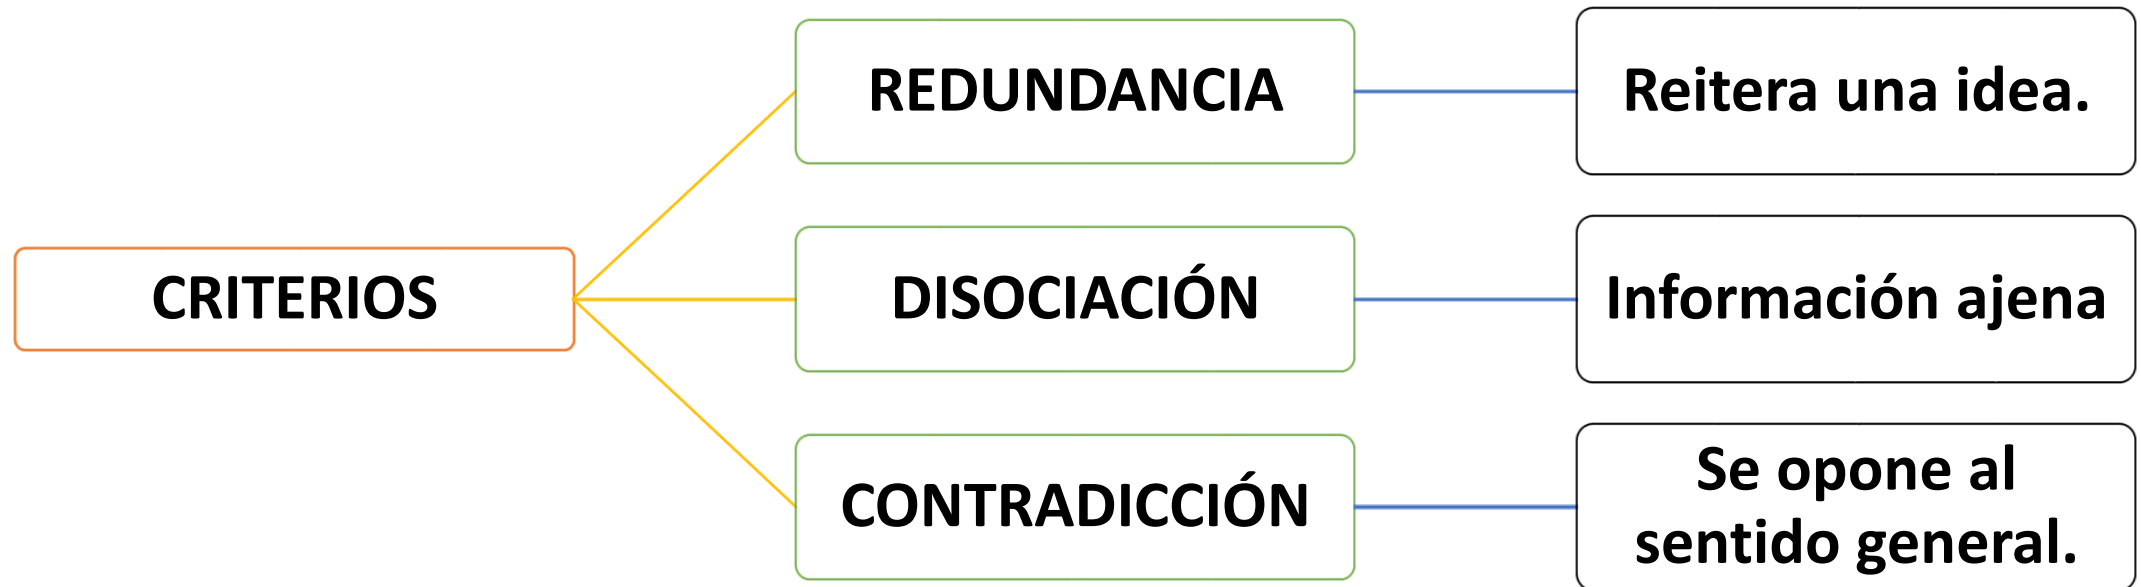 CRITERIOS
REDUNDANCIA
Reitera una idea.
DISOCIACIÓN
Información ajena
CONTRADICCIÓN
Se opone al
sentido general.